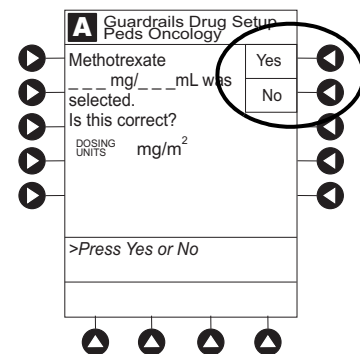 A Guardrails Drug Setup
Peds Oncology
Methotrexate
_ _ _ mg/_ _ _mL was
selected.
Is this correct?
DOSING UNITS mg/m²
Yes
No
>Press Yes or No